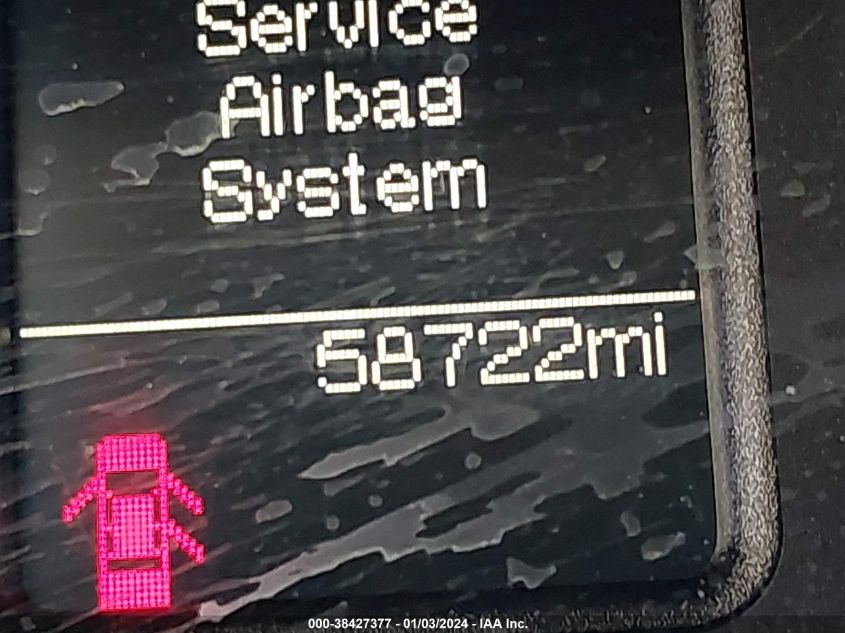 Service
Airbag
System
58722mi
000-38427377 - 01/03/2024 - IAA Inc.